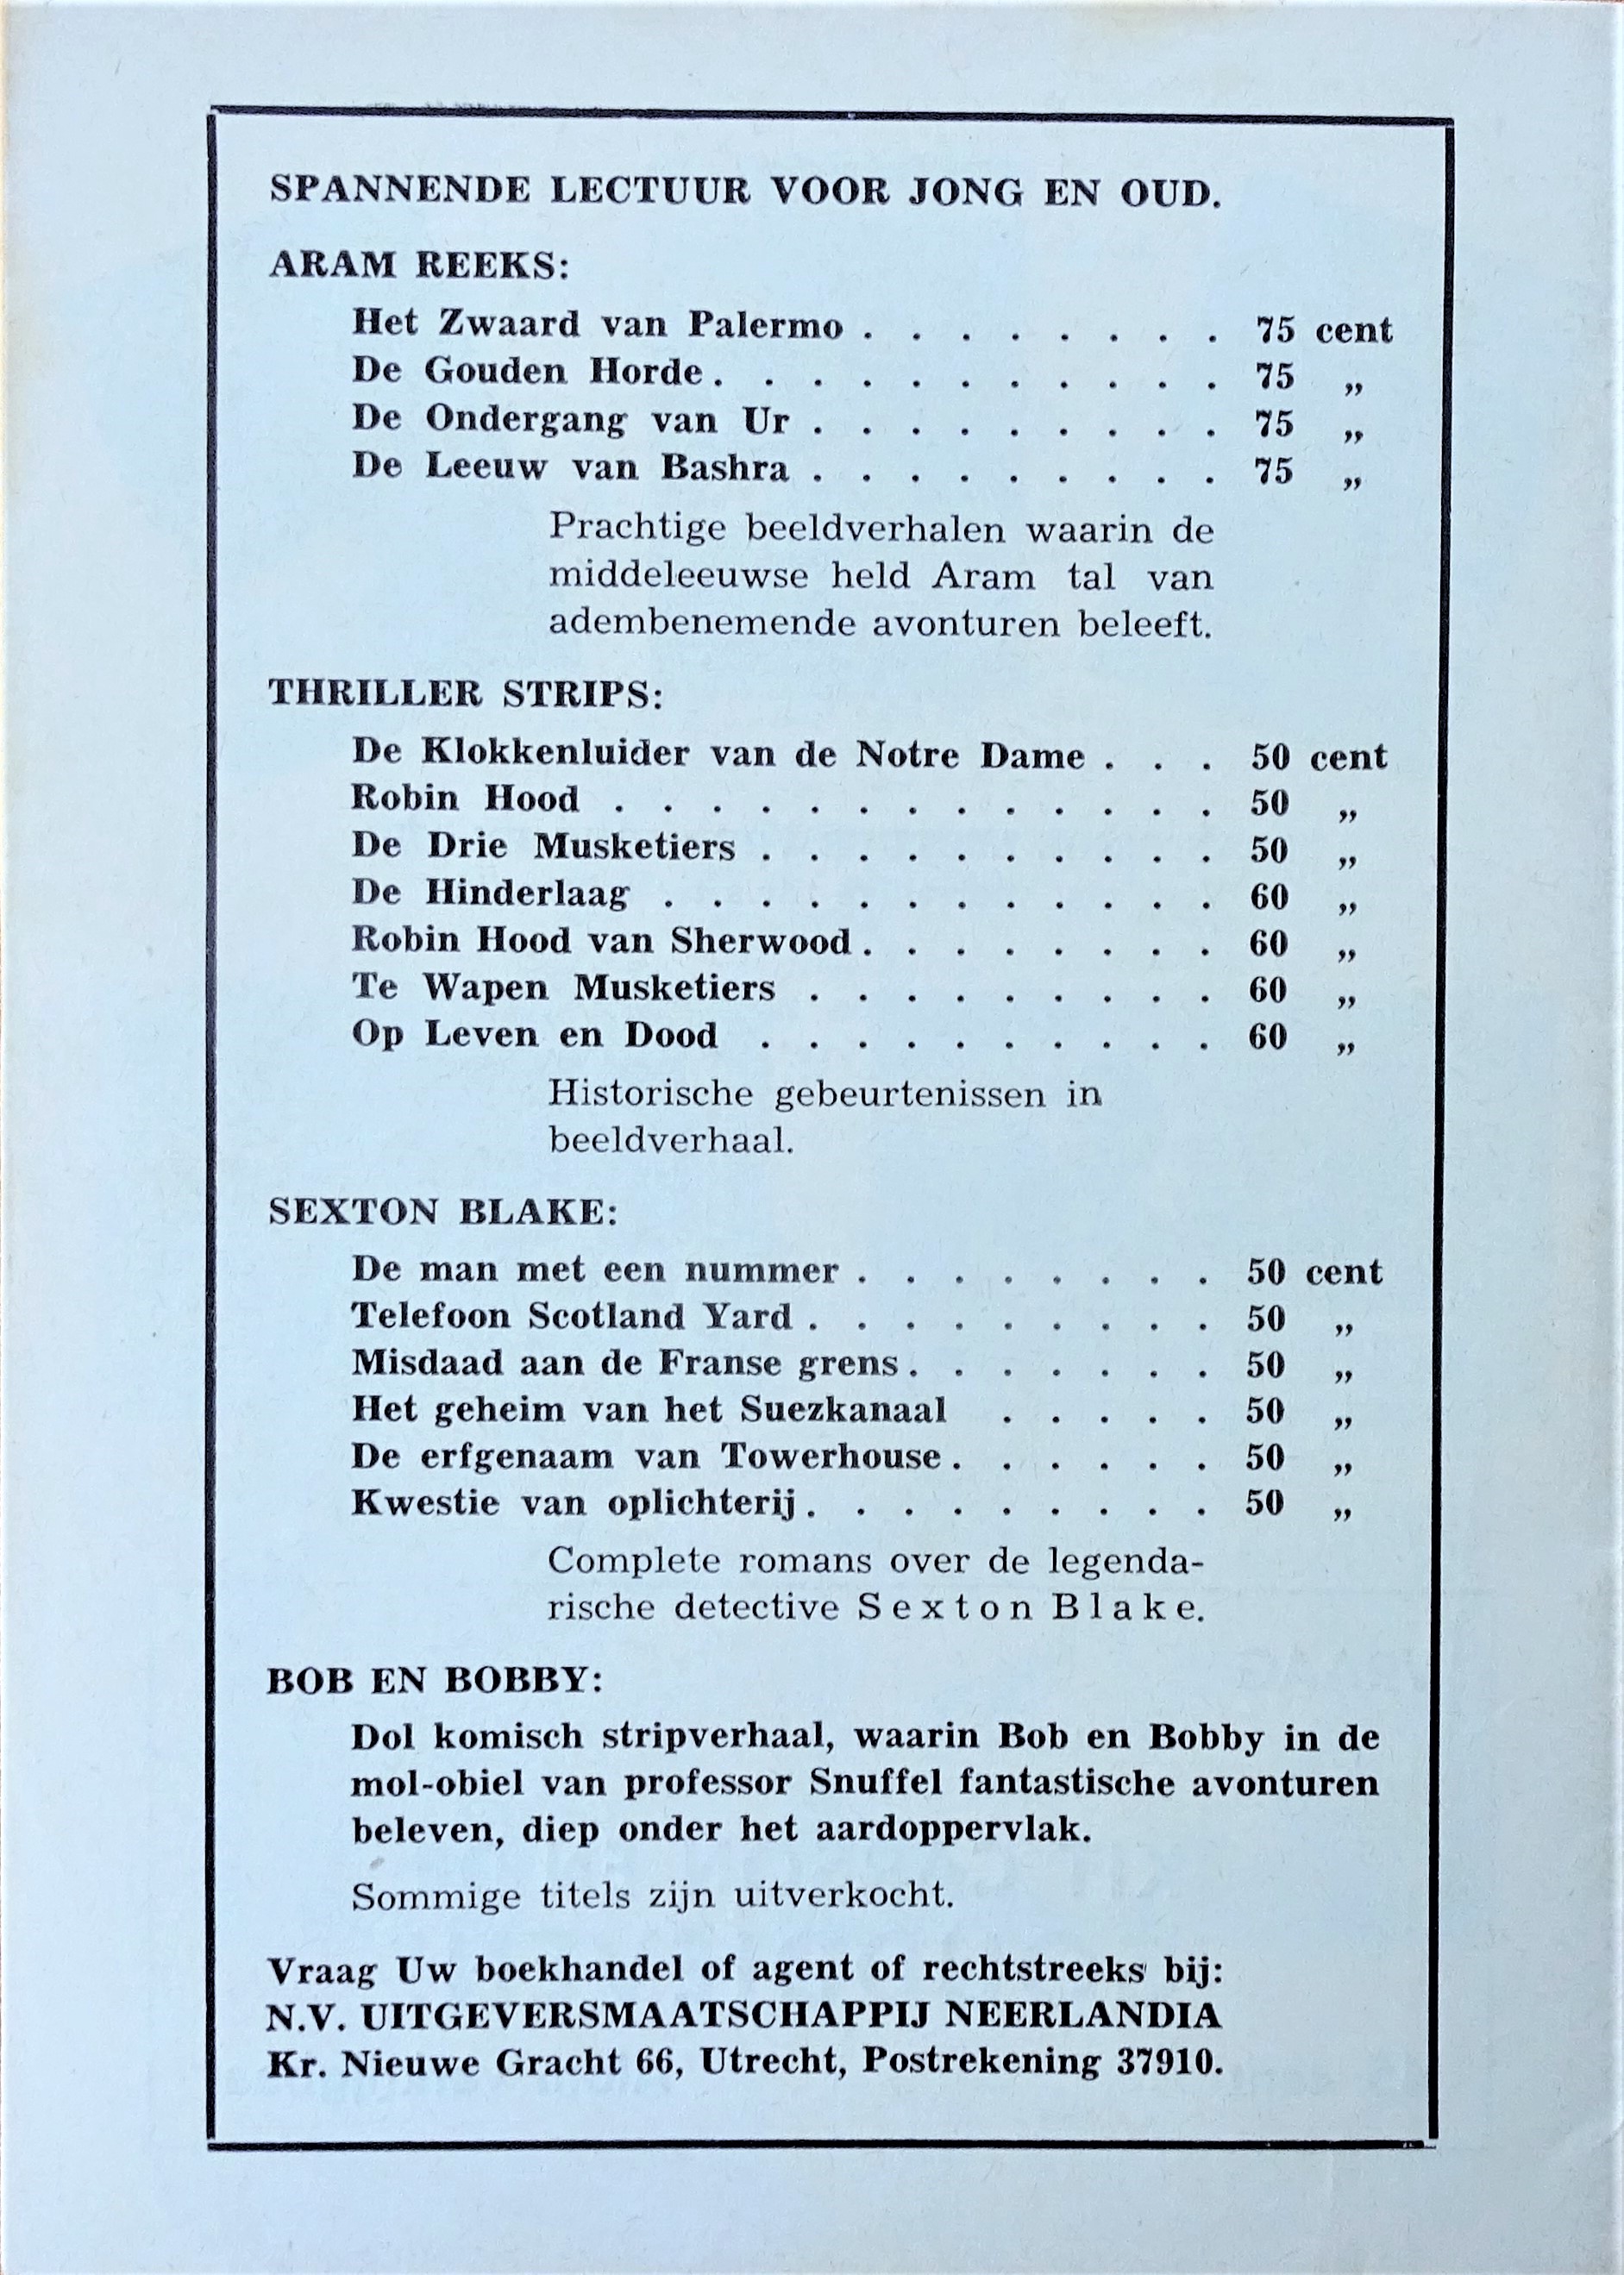 SPANNENDE LECTUUR VOOR JONG EN OUD.
ARAM REEKS:
Het Zwaard van Palermo . . . . . . . . 75 cent
De Gouden Horde . . . . . . . . . . . 75 „
De Ondergang van Ur . . . . . . . . . 75 „
De Leeuw van Bashra . . . . . . . . . 75 „
Prachtige beeldverhalen waarin de
middeleeuwse held Aram tal van
adembenemende avonturen beleeft.
THRILLER STRIPS:
De Klokkenluider van de Notre Dame . . . 50 cent
Robin Hood . . . . . . . . . . . . . 50 „
De Drie Musketiers . . . . . . . . . . 50 „
De Hinderlaag . . . . . . . . . . . . 60 „
Robin Hood van Sherwood . . . . . . . . 60 „
Te Wapen Musketiers . . . . . . . . . 60 „
Op Leven en Dood . . . . . . . . . . 60 „
Historische gebeurtenissen in
beeldverhaal.
SEXTON BLAKE:
De man met een nummer . . . . . . . . 50 cent
Telefoon Scotland Yard . . . . . . . . . 50 „
Misdaad aan de Franse grens . . . . . . . 50 „
Het geheim van het Suezkanaal . . . . . 50 „
De erfgenaam van Towerhouse . . . . . . 50 „
Kwestie van oplichterij . . . . . . . . . 50 „
Complete romans over de legenda-
rische detective Sexton Blake.
BOB EN BOBBY:
Dol komisch stripverhaal, waarin Bob en Bobby in de
mol-obiel van professor Snuffel fantastische avonturen
beleven, diep onder het aardoppervlak.
Sommige titels zijn uitverkocht.
Vraag Uw boekhandel of agent of rechtstreeks bij:
N.V. UITGEVERSMAATSCHAPPIJ NEERLANDIA
Kr. Nieuwe Gracht 66, Utrecht, Postrekening 37910.